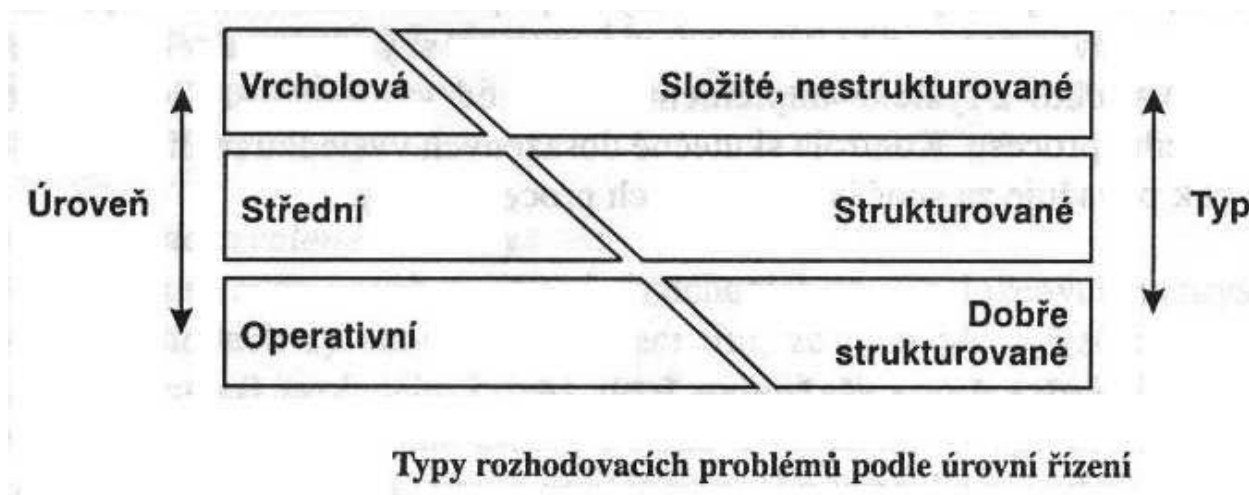 Vrcholová Složité, nestrukturované
Úroveň Střední Strukturované Typ
Operativní Dobře
strukturované
Typy rozhodovacích problémů podle úrovní řízení